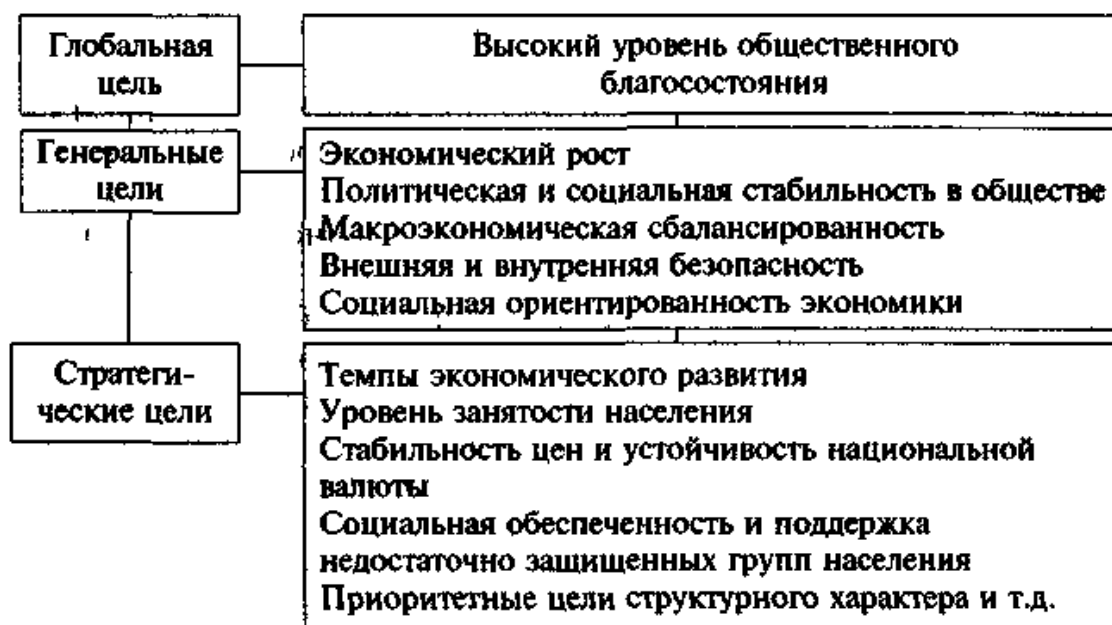 Глобальная
цель
Высокий уровень общественного
благосостояния
Генеральные
цели
Экономический рост
Политическая и социальная стабильность в обществе
Макроэкономическая сбалансированность
Внешняя и внутренняя безопасность
Социальная ориентированность экономики
Стратеги-
ческие цели
Темпы экономического развития
Уровень занятости населения
Стабильность цен и устойчивость национальной
валюты
Социальная обеспеченность и поддержка
недостаточно защищенных групп населения
Приоритетные цели структурного характера и т.д.